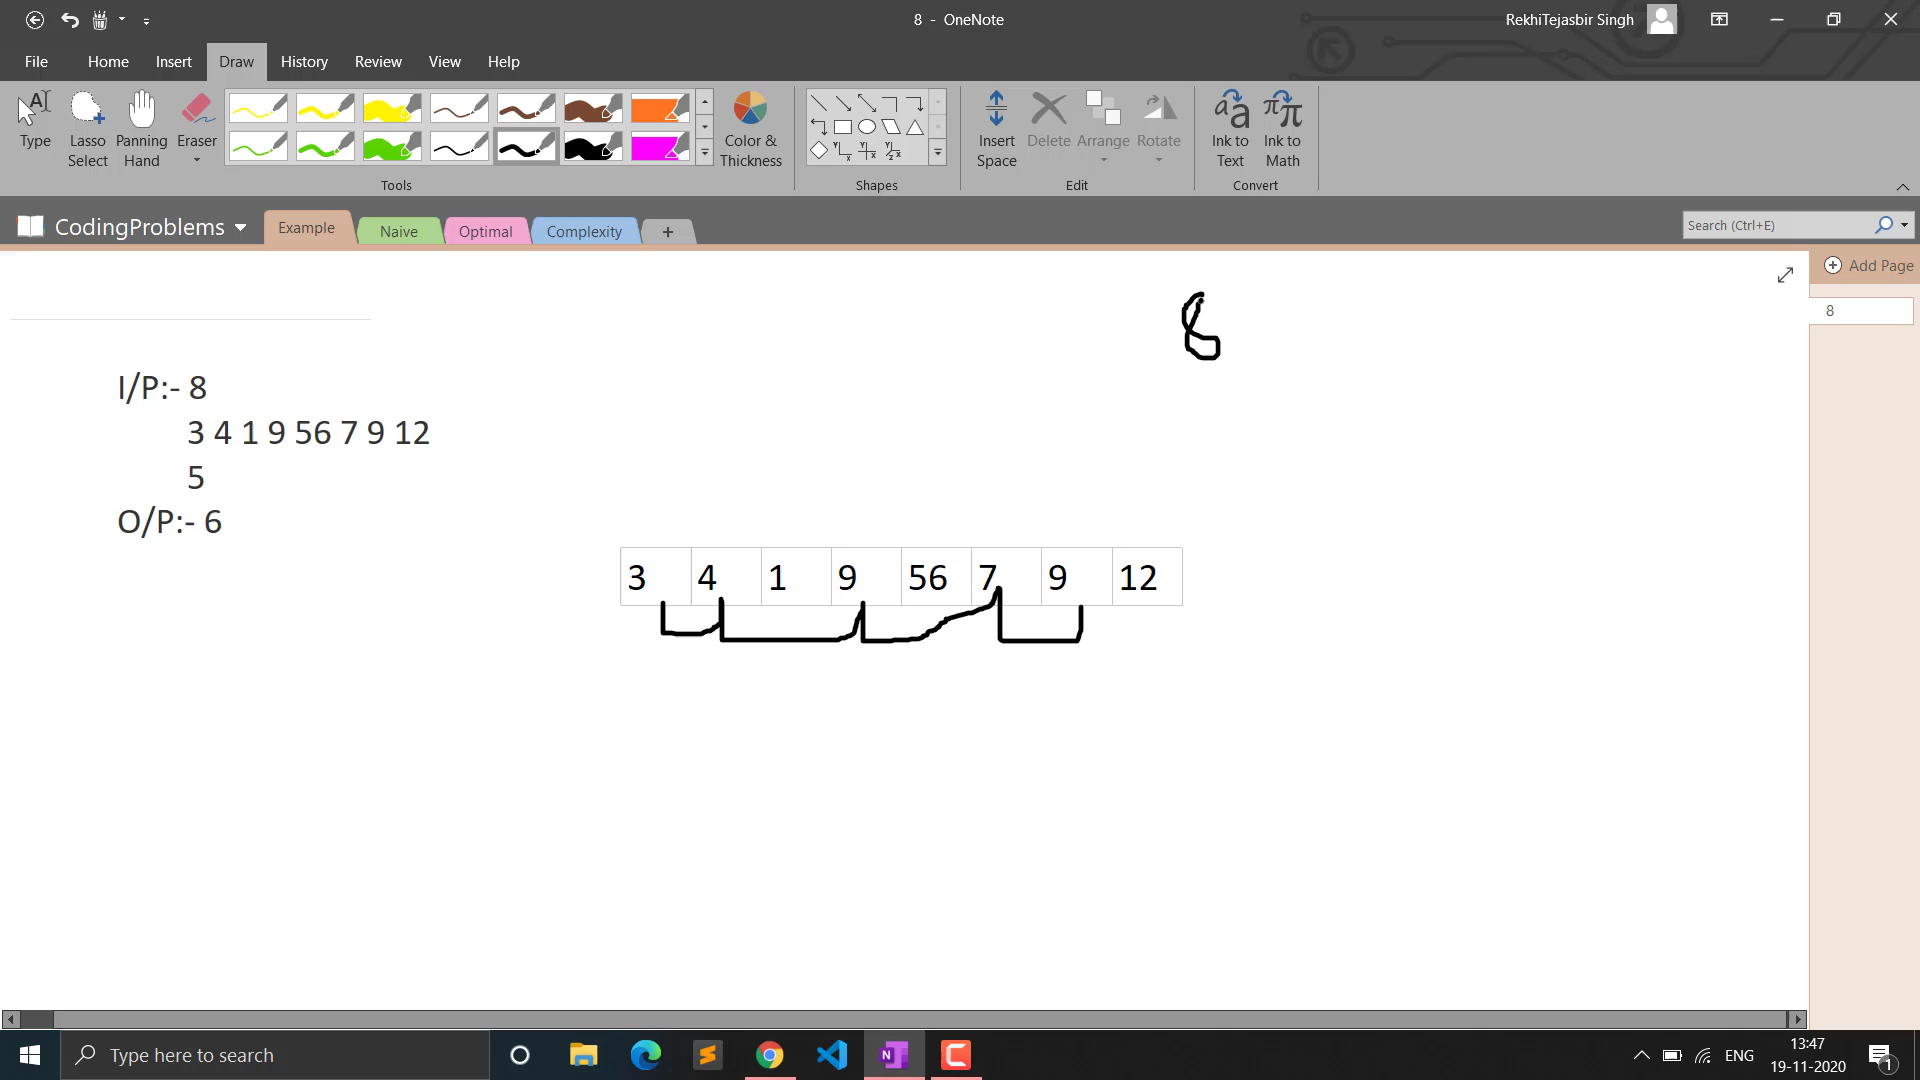 8 - OneNote
RekhiTejasbir Singh
File Home Insert Draw History Review View Help
Type
Lasso Select
Panning Hand
Eraser
Color & Thickness
Insert Space
Delete
Arrange
Rotate
Ink to Text
Ink to Math
Tools
Shapes
Edit
Convert
CodingProblems
Example
Naive
Optimal
Complexity
+
Search (Ctrl+E)
Add Page
8
8
I/P:- 8
3 4 1 9 56 7 9 12
5
O/P:- 6
3 4 1 9 56 7 9 12
Type here to search
ENG
13:47
19-11-2020
1